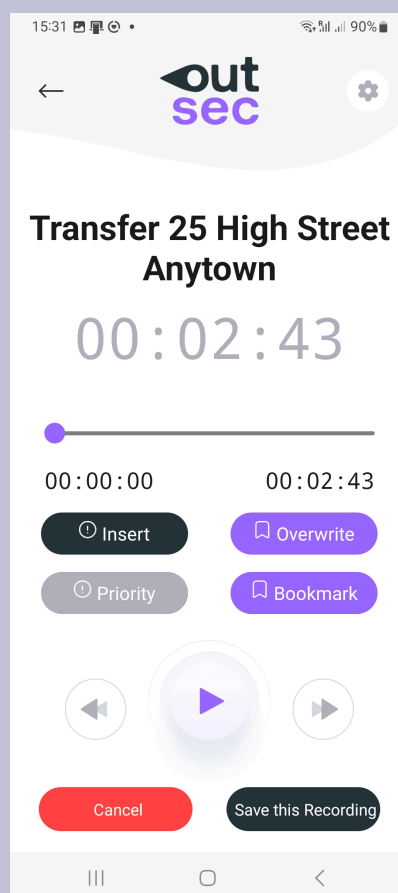 15:31
90%
out
sec
Transfer 25 High Street
Anytown
00:02:43
00:00:00 00:02:43
Insert Overwrite
Priority Bookmark
Cancel Save this Recording